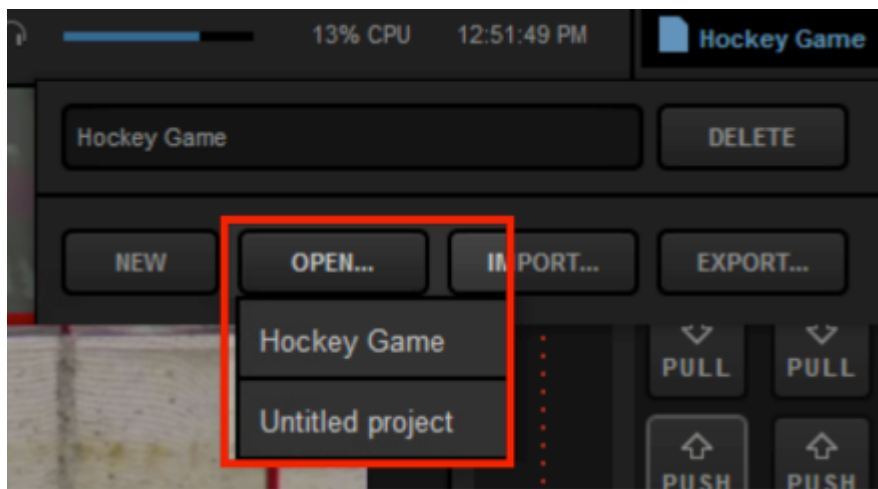 13% CPU 12:51:49 PM Hockey Game
Hockey Game DELETE
NEW OPEN... IMPORT... EXPORT...
Hockey Game
Untitled project
PULL PULL
PUSH PUSH